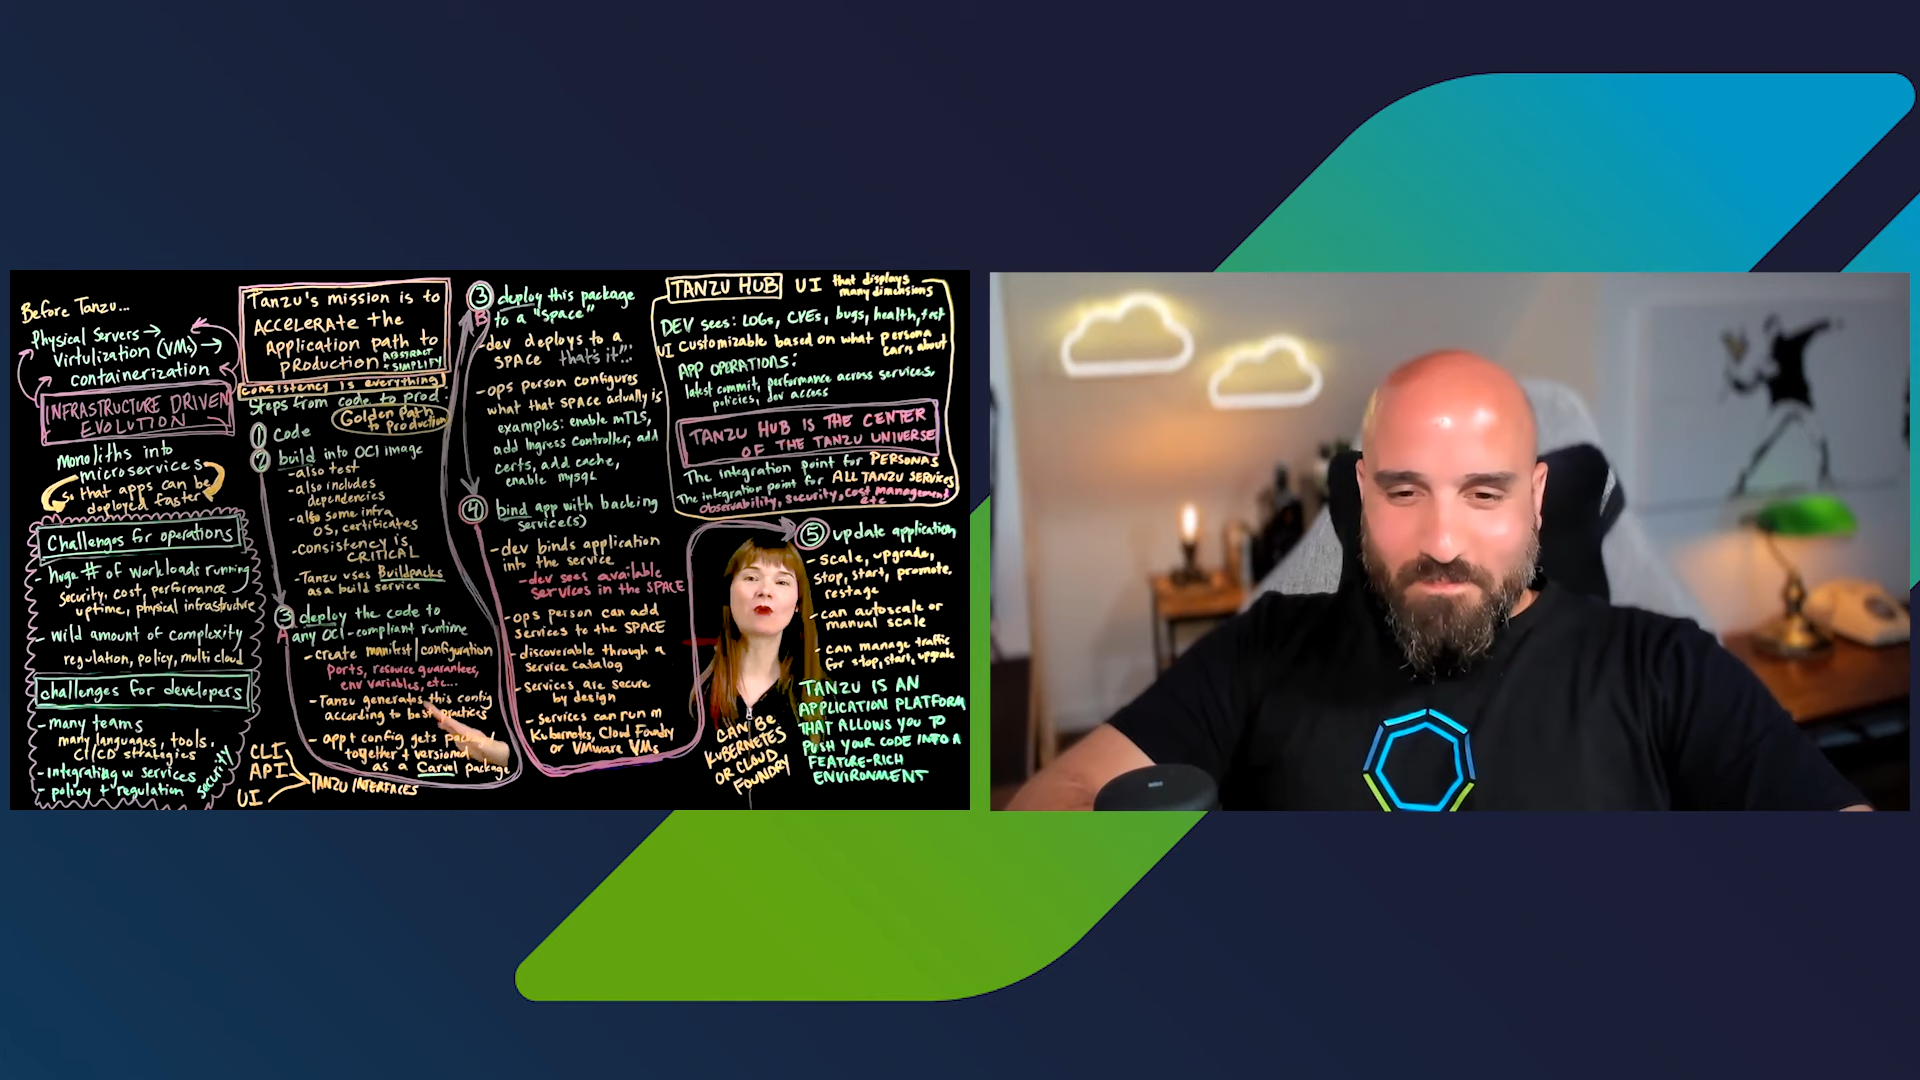 Before Tanzu...
Physical Servers →
Virtulization (VMs) →
containerization
INFRASTRUCTURE DRIVEN
EVOLUTION
Monoliths into
microservices
so that apps can be
deployed faster
Challenges for operations
- huge # of workloads running
security, cost, performance
uptime, physical infrastructure
- wild amount of complexity
regulation, policy, multi cloud
challenges for developers
- many teams
many languages, tools,
CI/CD strategies
- integrating w services
- policy + regulation
security
Tanzu's mission is to
ACCELERATE the
Application path to
PRODUCTION
ABSTRACT
+ SIMPLIFY
consistency is everything!
Steps from code to prod.
Golden Path
to Production
1 Code
2 build into OCI image
- also test
- also includes
dependencies
- also some infra
OS, certificates
- consistency is
CRITICAL
- Tanzu uses Buildpacks
as a build service
3 A deploy the code to
any OCI-compliant runtime
- create manifest/configuration
Ports, resource guarantees,
env variables, etc...
- Tanzu generates this config
according to best practices
- app + config gets
together + versioned
as a Carvel package
CLI
API
UI
TANZU INTERFACES
3 B deploy this package
to a "space"
- dev deploys to a
SPACE "that's it"...
- ops person configures
what that SPACE actually is
examples: enable mTLS,
add Ingress Controller, add
certs, add cache,
enable mysql
4 bind app with backing
service(s)
- dev binds application
into the service
- dev sees available
services in the SPACE
- ops person can add
services to the SPACE
- discoverable through a
service catalog
- services are secure
by design
- services can run in
Kubernetes, Cloud Foundry
or VMware VMs
TANZU HUB UI that displays
many dimensions
DEV sees: LOGS, CVEs, bugs, health, test
UI customizable based on what persona
cares about
APP OPERATIONS:
latest commit, performance across services,
policies, dev access
TANZU HUB IS THE CENTER
OF THE TANZU UNIVERSE
The integration point for PERSONAS
The integration point for ALL TANZU SERVICES
observability, security, cost management
etc
5 update application
- scale, upgrade,
stop, start, promote,
restage
- can autoscale or
manual scale
- can manage traffic
for stop, start, upgrade
TANZU IS AN
APPLICATION PLATFORM
THAT ALLOWS YOU TO
PUSH YOUR CODE INTO A
FEATURE-RICH
ENVIRONMENT
CAN BE
KUBERNETES
OR CLOUD
FOUNDRY